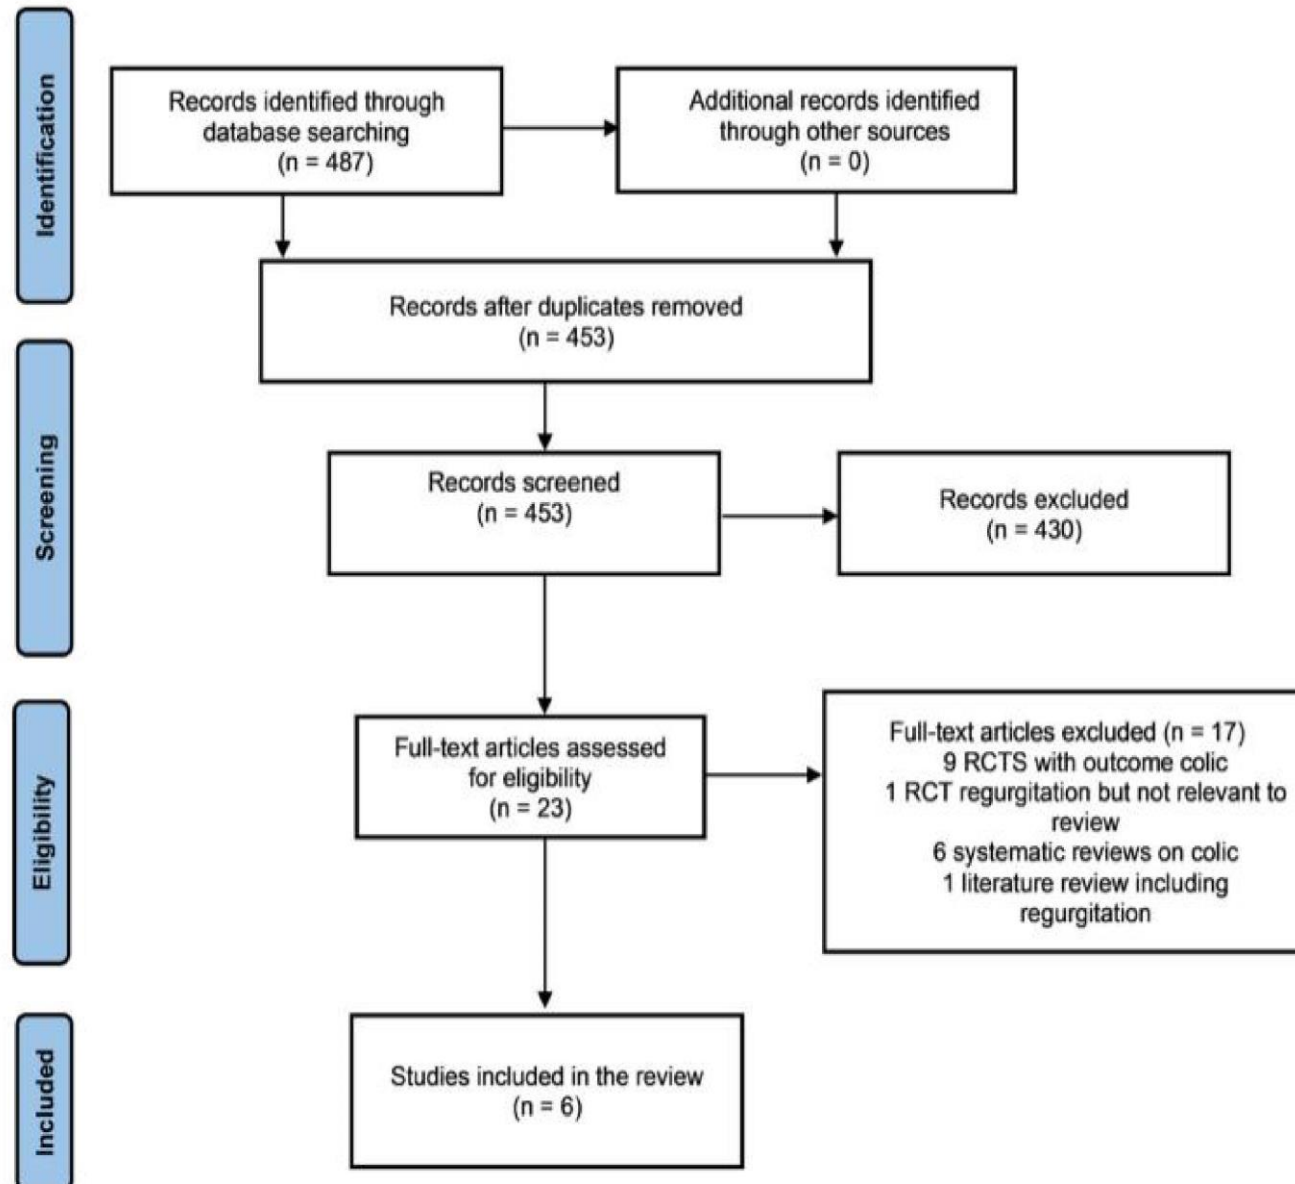 Identification
Records identified through
database searching
(n = 487)
Additional records identified
through other sources
(n = 0)
Records after duplicates removed
(n = 453)
Screening
Records screened
(n = 453)
Records excluded
(n = 430)
Eligibility
Full-text articles assessed
for eligibility
(n = 23)
Full-text articles excluded (n = 17)
9 RCTS with outcome colic
1 RCT regurgitation but not relevant to
review
6 systematic reviews on colic
1 literature review including
regurgitation
Included
Studies included in the review
(n = 6)